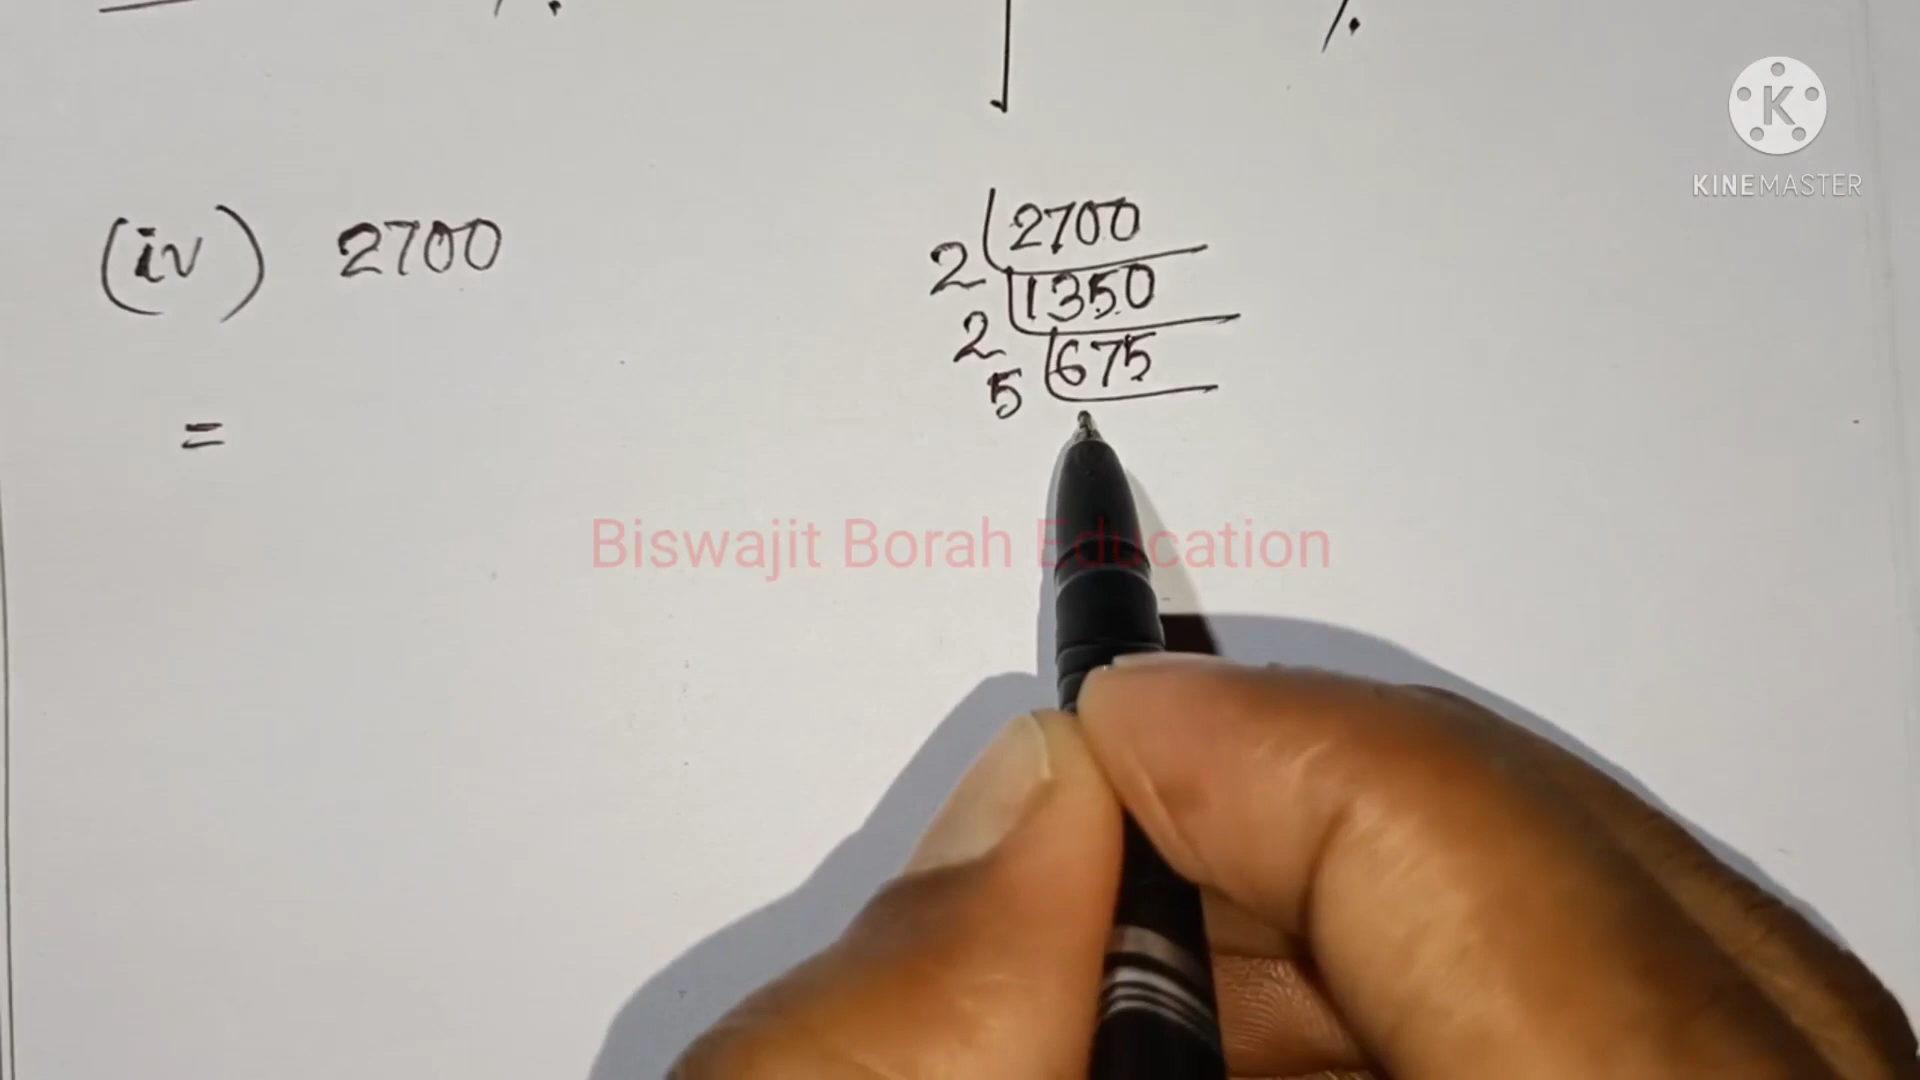 K
KINEMASTER
(iv) 2700
2 2700
2 1350
5 675
=
Biswajit Borah Education